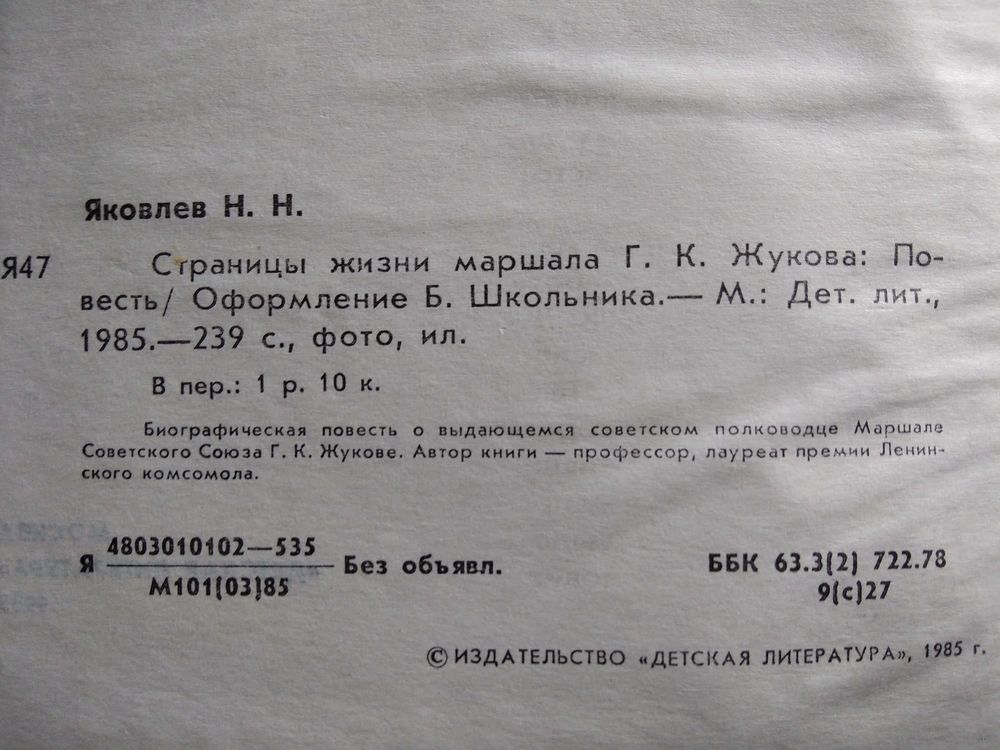 Яковлев Н. Н.
Я47 Страницы жизни маршала Г. К. Жукова: По-
весть/ Оформление Б. Школьника.— М.: Дет. лит.,
1985.—239 с., фото, ил.
В пер.: 1 р. 10 к.
Биографическая повесть о выдающемся советском полководце Маршале
Советского Союза Г. К. Жукове. Автор книги — профессор, лауреат премии Ленин-
ского комсомола.
Я 4803010102—535 Без объявл.
М101(03)85
ББК 63.3(2) 722.78
9(с)27
© ИЗДАТЕЛЬСТВО «ДЕТСКАЯ ЛИТЕРАТУРА», 1985 г.